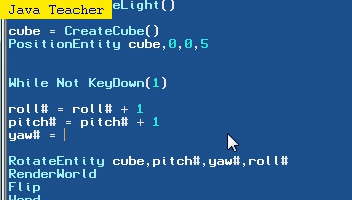 Java Teacher
eLight()
cube = CreateCube()
PositionEntity cube,0,0,5
While Not KeyDown(1)
roll# = roll# + 1
pitch# = pitch# + 1
yaw# =
RotateEntity cube,pitch#,yaw#,roll#
RenderWorld
Flip